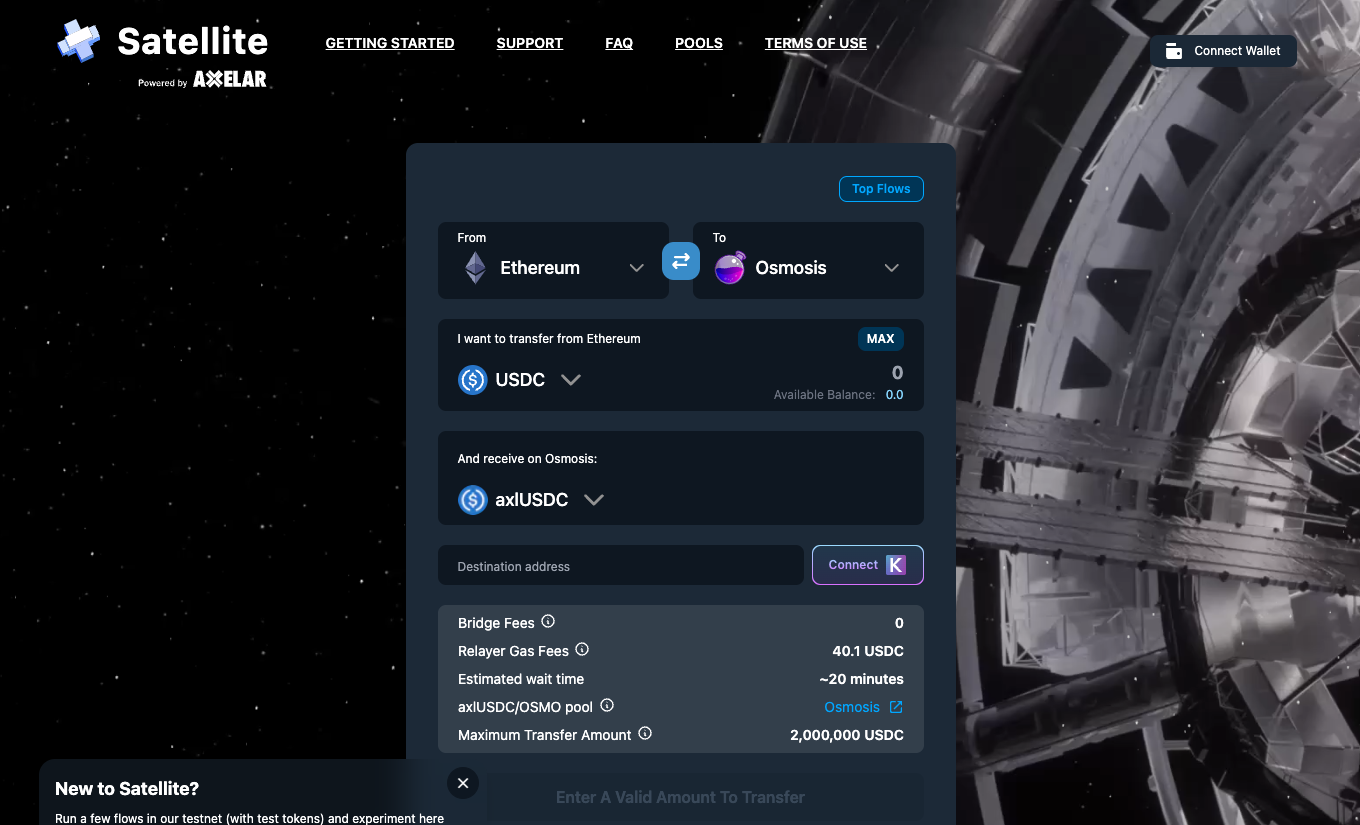 Satellite
Powered by AXELAR
GETTING STARTED
SUPPORT
FAQ
POOLS
TERMS OF USE
Connect Wallet
Top Flows
From
Ethereum
To
Osmosis
I want to transfer from Ethereum
MAX
USDC
0
Available Balance: 0.0
And receive on Osmosis:
axlUSDC
Destination address
Connect K
Bridge Fees 0
Relayer Gas Fees 40.1 USDC
Estimated wait time ~20 minutes
axlUSDC/OSMO pool Osmosis
Maximum Transfer Amount 2,000,000 USDC
Enter A Valid Amount To Transfer
New to Satellite?
Run a few flows in our testnet (with test tokens) and experiment here